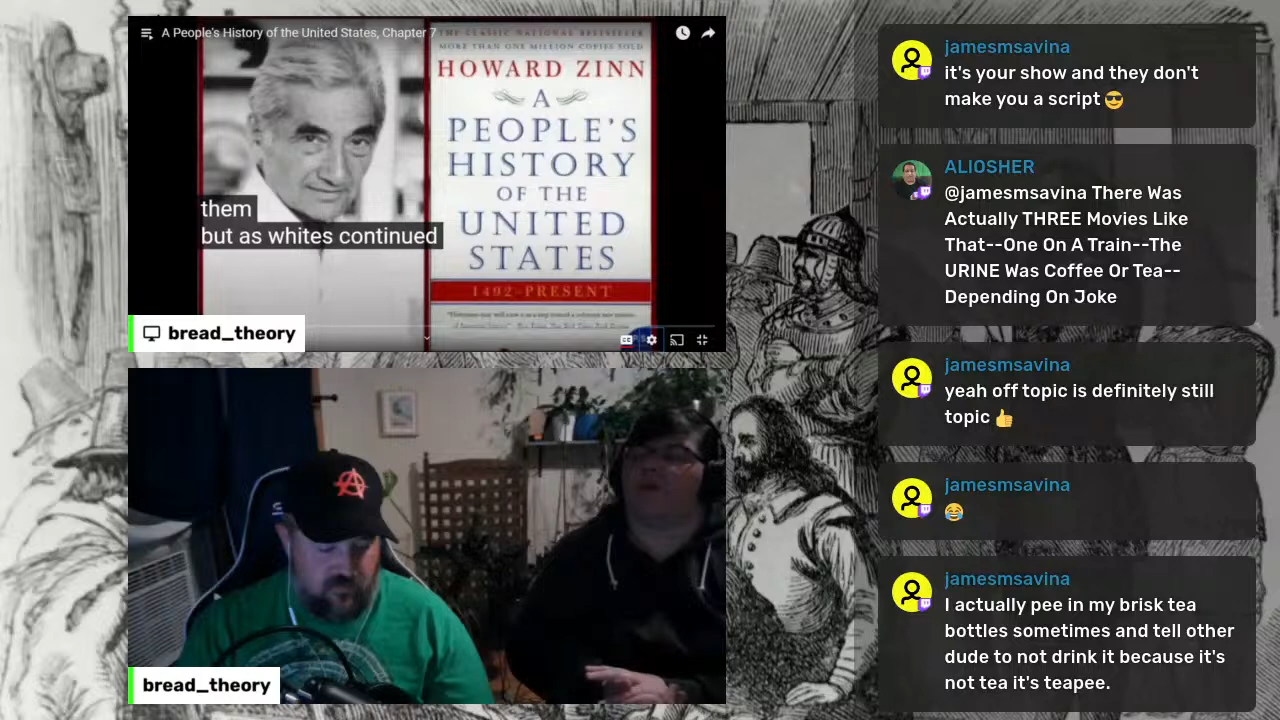 A People's History of the United States, Chapter 7
THE CLASSIC NATIONAL BESTSELLER
MORE THAN ONE MILLION COPIES SOLD
HOWARD ZINN
A
PEOPLE'S
HISTORY
OF THE
UNITED
STATES
1492-PRESENT
them
but as whites continued
bread_theory
bread_theory
jamesmsavina
it's your show and they don't
make you a script 😎
ALIOSHER
@jamesmsavina There Was
Actually THREE Movies Like
That--One On A Train--The
URINE Was Coffee Or Tea--
Depending On Joke
jamesmsavina
yeah off topic is definitely still
topic 👍
jamesmsavina
😂
jamesmsavina
I actually pee in my brisk tea
bottles sometimes and tell other
dude to not drink it because it's
not tea it's teapee.